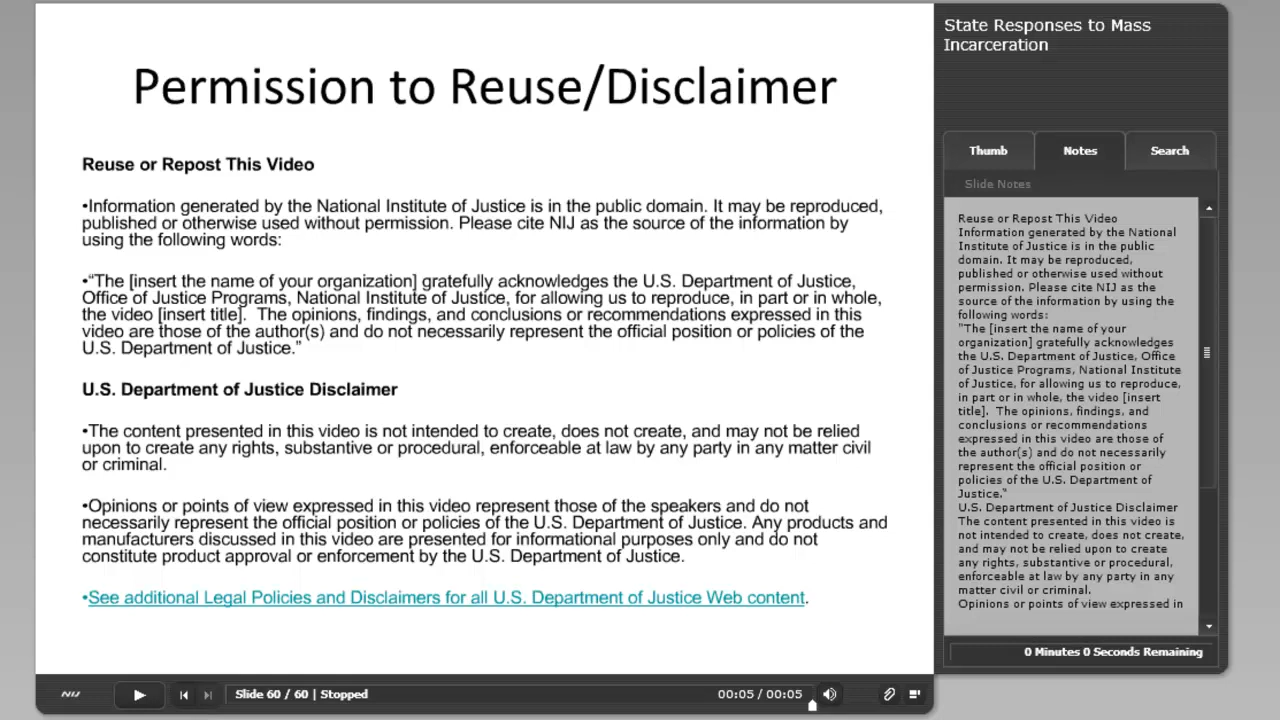 Permission to Reuse/Disclaimer
Reuse or Repost This Video
•Information generated by the National Institute of Justice is in the public domain. It may be reproduced,
published or otherwise used without permission. Please cite NIJ as the source of the information by
using the following words:
•“The [insert the name of your organization] gratefully acknowledges the U.S. Department of Justice,
Office of Justice Programs, National Institute of Justice, for allowing us to reproduce, in part or in whole,
the video [insert title].  The opinions, findings, and conclusions or recommendations expressed in this
video are those of the author(s) and do not necessarily represent the official position or policies of the
U.S. Department of Justice.”
U.S. Department of Justice Disclaimer
•The content presented in this video is not intended to create, does not create, and may not be relied
upon to create any rights, substantive or procedural, enforceable at law by any party in any matter civil
or criminal.
•Opinions or points of view expressed in this video represent those of the speakers and do not
necessarily represent the official position or policies of the U.S. Department of Justice. Any products and
manufacturers discussed in this video are presented for informational purposes only and do not
constitute product approval or enforcement by the U.S. Department of Justice.
•See additional Legal Policies and Disclaimers for all U.S. Department of Justice Web content.
NIJ
Slide 60 / 60 | Stopped
00:05 / 00:05
State Responses to Mass
Incarceration
Thumb
Notes
Search
Slide Notes
Reuse or Repost This Video
Information generated by the National
Institute of Justice is in the public
domain. It may be reproduced,
published or otherwise used without
permission. Please cite NIJ as the
source of the information by using the
following words:
"The [insert the name of your
organization] gratefully acknowledges
the U.S. Department of Justice, Office
of Justice Programs, National Institute
of Justice, for allowing us to reproduce,
in part or in whole, the video [insert
title].  The opinions, findings, and
conclusions or recommendations
expressed in this video are those of
the author(s) and do not necessarily
represent the official position or
policies of the U.S. Department of
Justice."
U.S. Department of Justice Disclaimer
The content presented in this video is
not intended to create, does not create,
and may not be relied upon to create
any rights, substantive or procedural,
enforceable at law by any party in any
matter civil or criminal.
Opinions or points of view expressed in
0 Minutes 0 Seconds Remaining